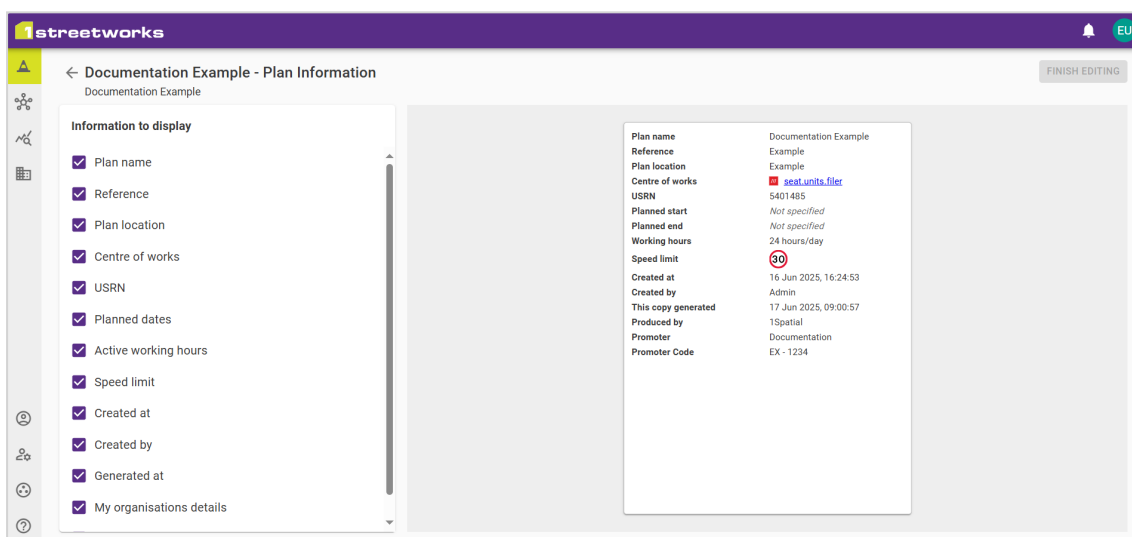 1streetworks
EU
Documentation Example - Plan Information
Documentation Example
FINISH EDITING
Information to display
Plan name
Reference
Plan location
Centre of works
USRN
Planned dates
Active working hours
Speed limit
Created at
Created by
Generated at
My organisations details
Plan name Documentation Example
Reference Example
Plan location Example
Centre of works seat.units.filer
USRN 5401485
Planned start Not specified
Planned end Not specified
Working hours 24 hours/day
Speed limit 30
Created at 16 Jun 2025, 16:24:53
Created by Admin
This copy generated 17 Jun 2025, 09:00:57
Produced by 1Spatial
Promoter Documentation
Promoter Code EX - 1234